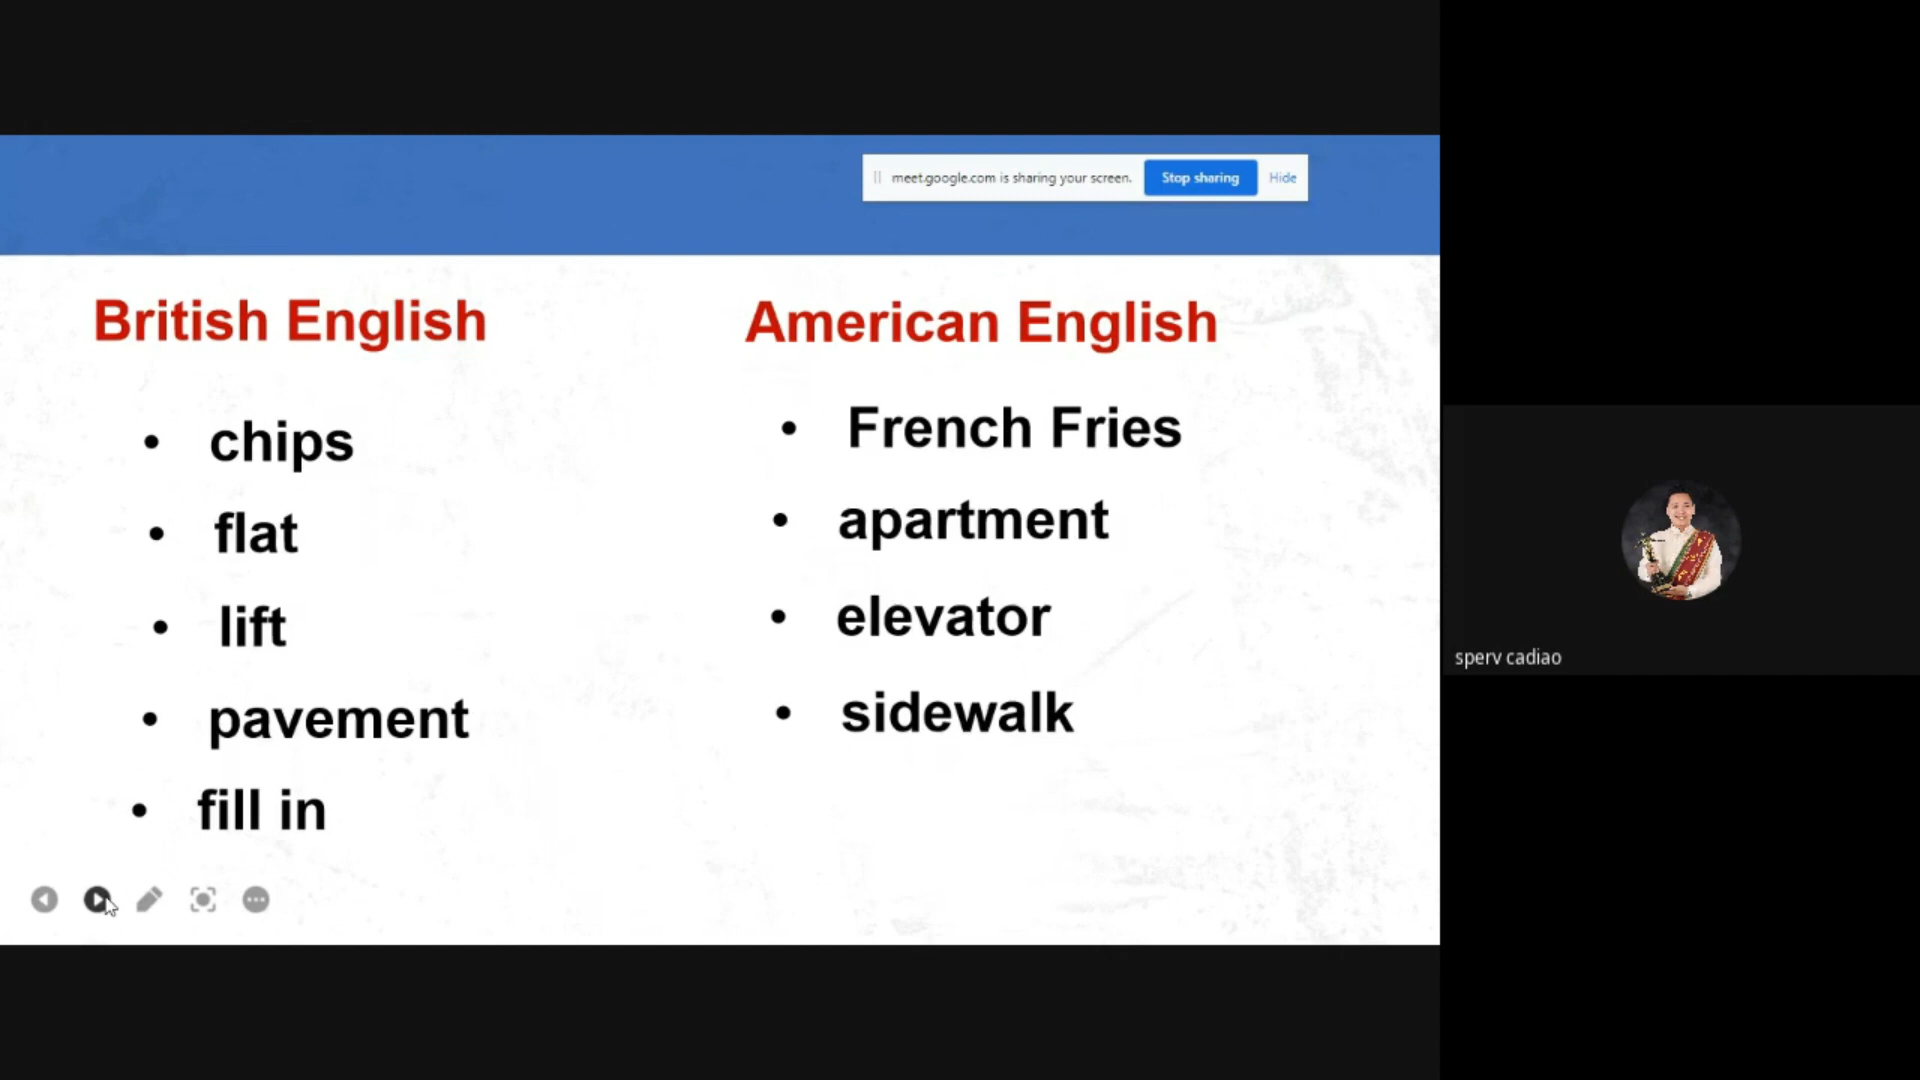 meet.google.com is sharing your screen. Stop sharing Hide
British English
American English
• chips
• French Fries
• flat
• apartment
• lift
• elevator
• pavement
• sidewalk
• fill in
sperv cadiao